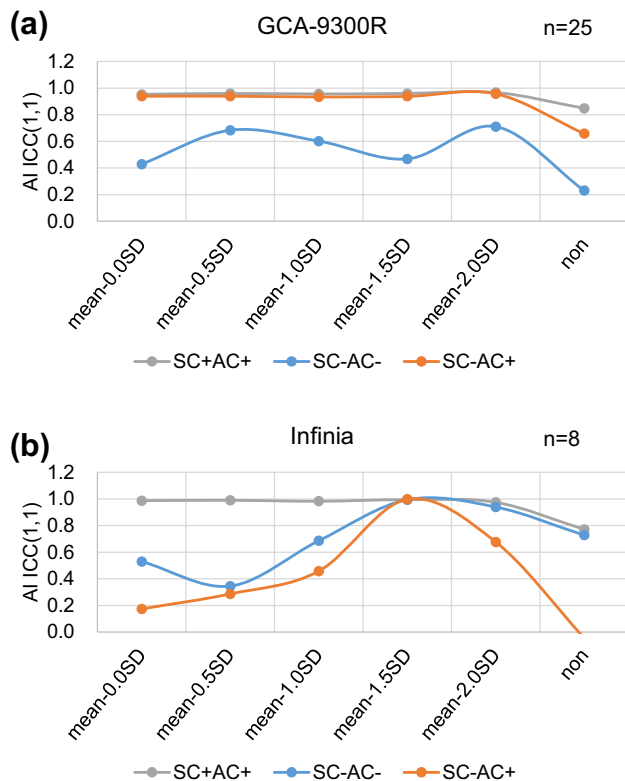 (a)
GCA-9300R
n=25
AI ICC(1,1)
1.2
1.0
0.8
0.6
0.4
0.2
0.0
mean-0.0SD
mean-0.5SD
mean-1.0SD
mean-1.5SD
mean-2.0SD
non
SC+AC+ SC-AC- SC-AC+
(b)
Infinia
n=8
AI ICC(1,1)
1.2
1.0
0.8
0.6
0.4
0.2
0.0
mean-0.0SD
mean-0.5SD
mean-1.0SD
mean-1.5SD
mean-2.0SD
non
SC+AC+ SC-AC- SC-AC+